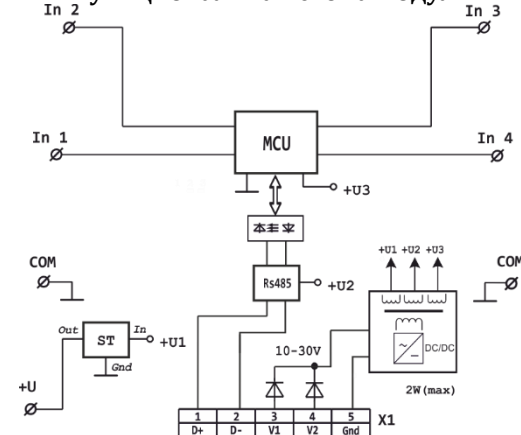 In 2
In 3
MCU
In 1
In 4
+U3
+U1 +U2 +U3
COM
COM
Rs485
+U2
Out
In
ST
+U1
Gnd
DC/DC
10-30V
+U
2W(max)
1 2 3 4 5
X1
D+ D- V1 V2 Gnd